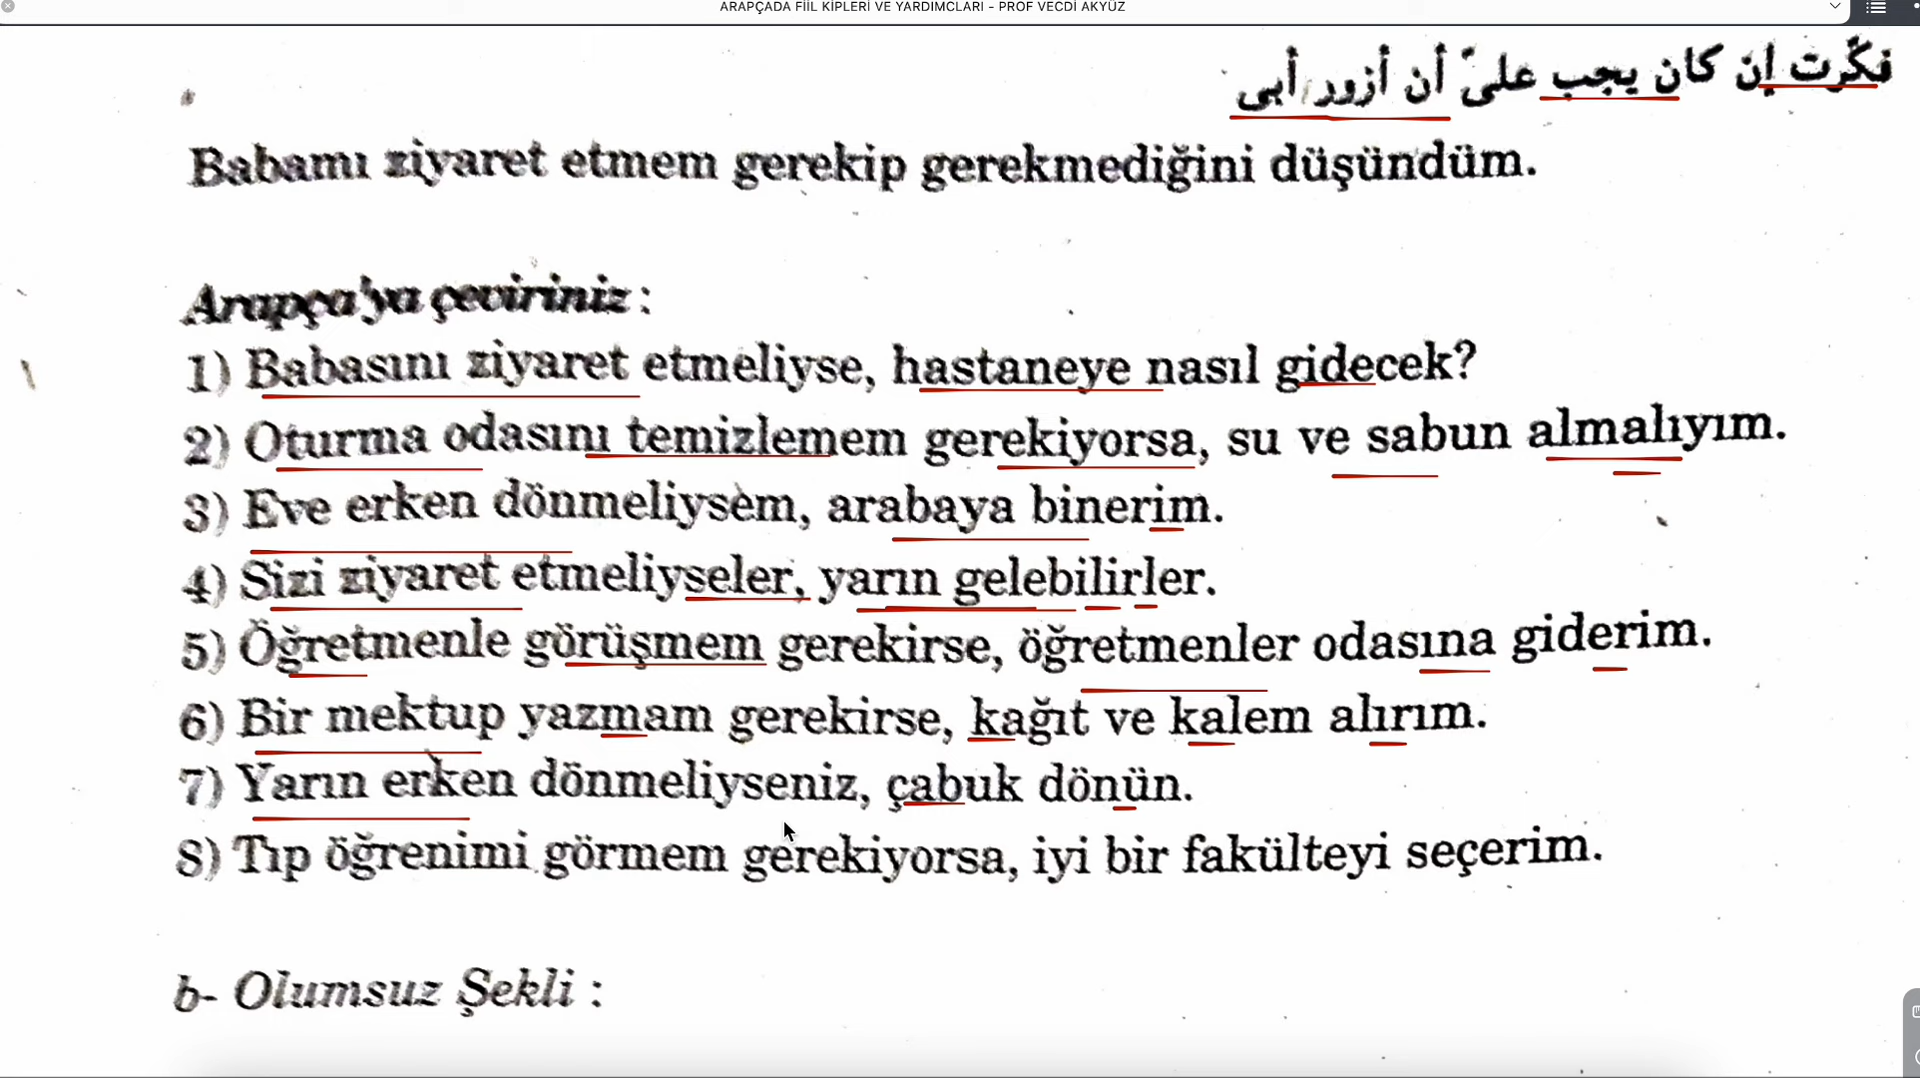 ARAPÇADA FİİL KİPLERİ VE YARDIMCLARI - PROF VECDİ AKYÜZ
فكّرت إن كان يجب علىّ أن أزور أبى
Babamı ziyaret etmem gerekip gerekmediğini düşündüm.
Arapça'ya çeviriniz :
1) Babasını ziyaret etmeliyse, hastaneye nasıl gidecek?
2) Oturma odasını temizlemem gerekiyorsa, su ve sabun almalıyım.
3) Eve erken dönmeliysem, arabaya binerim.
4) Sizi ziyaret etmeliyseler, yarın gelebilirler.
5) Öğretmenle görüşmem gerekirse, öğretmenler odasına giderim.
6) Bir mektup yazmam gerekirse, kağıt ve kalem alırım.
7) Yarın erken dönmeliyseniz, çabuk dönün.
8) Tıp öğrenimi görmem gerekiyorsa, iyi bir fakülteyi seçerim.
b- Olumsuz Şekli :